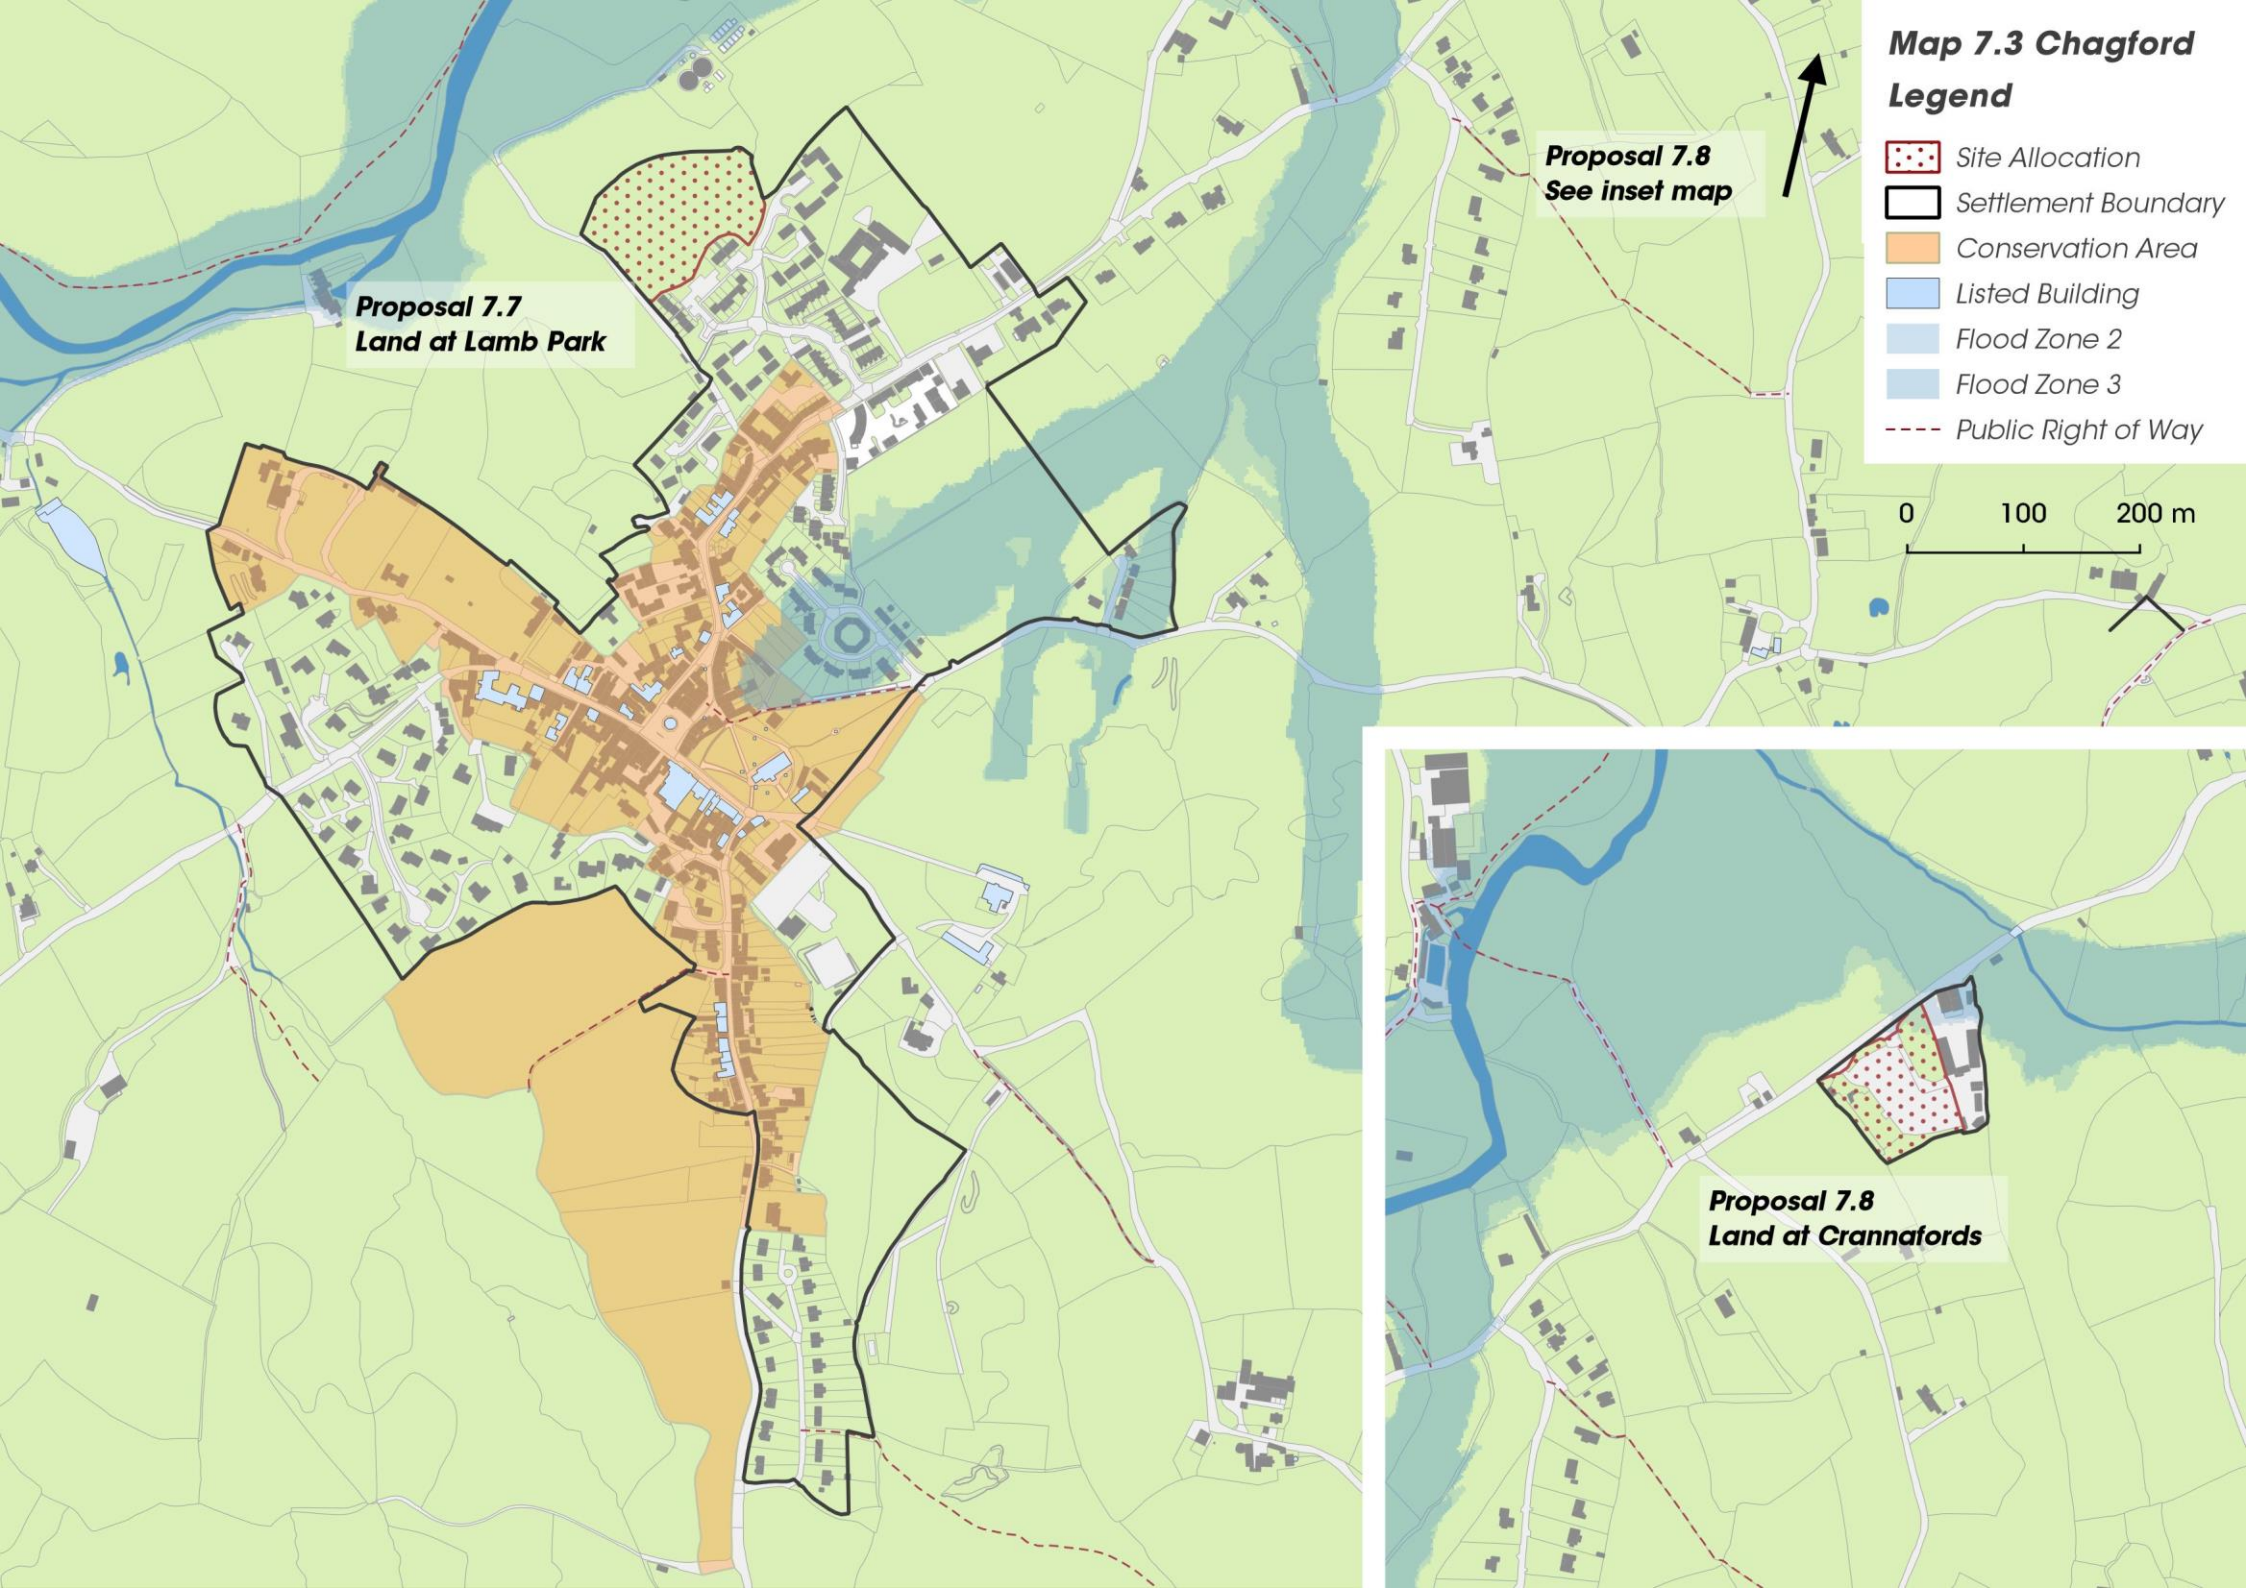 Map 7.3 Chagford
Legend
Site Allocation
Settlement Boundary
Conservation Area
Listed Building
Flood Zone 2
Flood Zone 3
Public Right of Way
0 100 200 m
Proposal 7.8
See inset map
Proposal 7.7
Land at Lamb Park
Proposal 7.8
Land at Crannafords